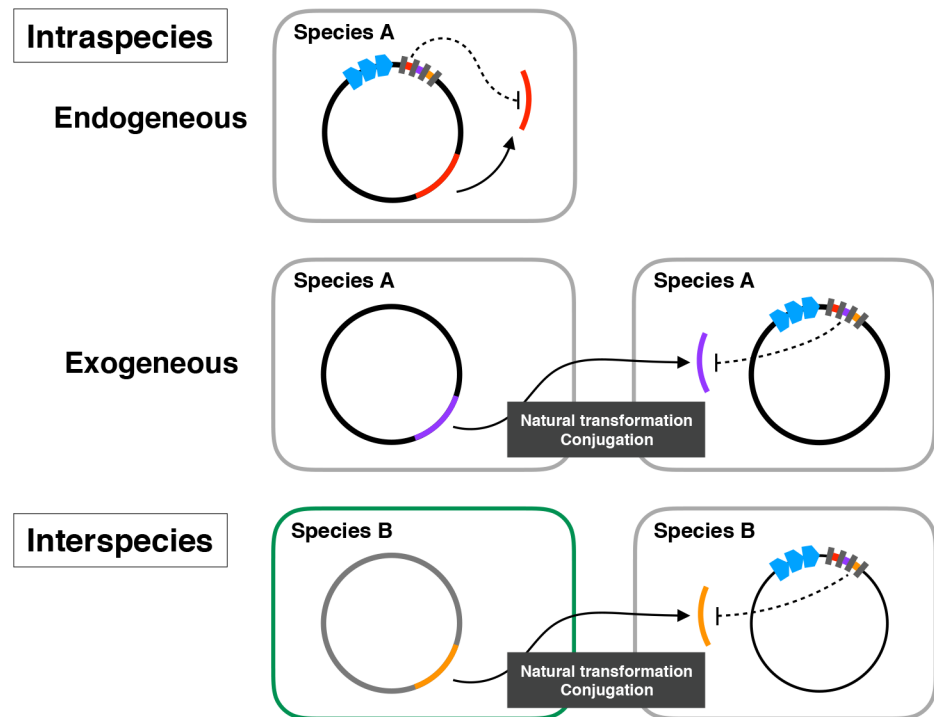 Intraspecies
Species A
Endogeneous
Species A
Species A
Exogeneous
Natural transformation
Conjugation
Interspecies
Species B
Species B
Natural transformation
Conjugation